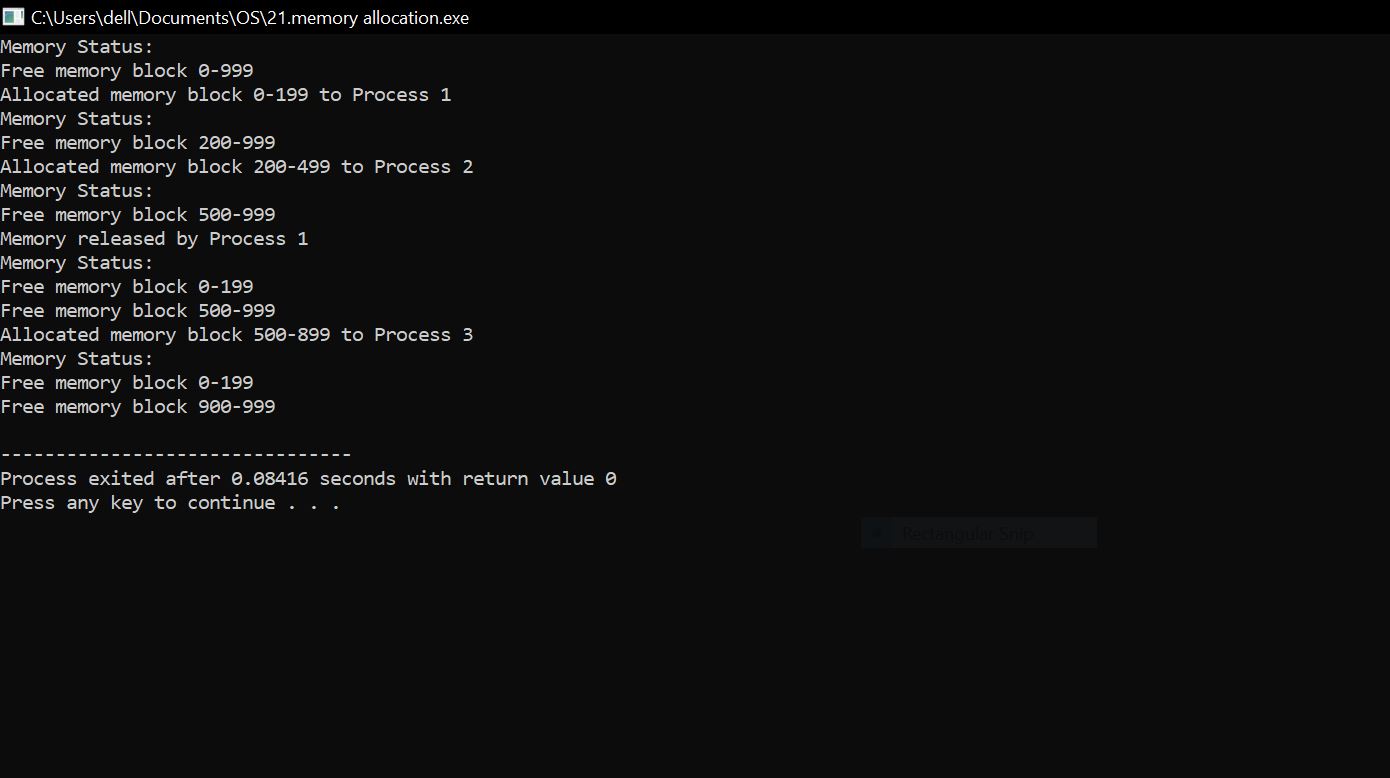 C:\Users\dell\Documents\OS\21.memory allocation.exe
Memory Status:
Free memory block 0-999
Allocated memory block 0-199 to Process 1
Memory Status:
Free memory block 200-999
Allocated memory block 200-499 to Process 2
Memory Status:
Free memory block 500-999
Memory released by Process 1
Memory Status:
Free memory block 0-199
Free memory block 500-999
Allocated memory block 500-899 to Process 3
Memory Status:
Free memory block 0-199
Free memory block 900-999
--------------------------------
Process exited after 0.08416 seconds with return value 0
Press any key to continue . . .
Rectangular Snip